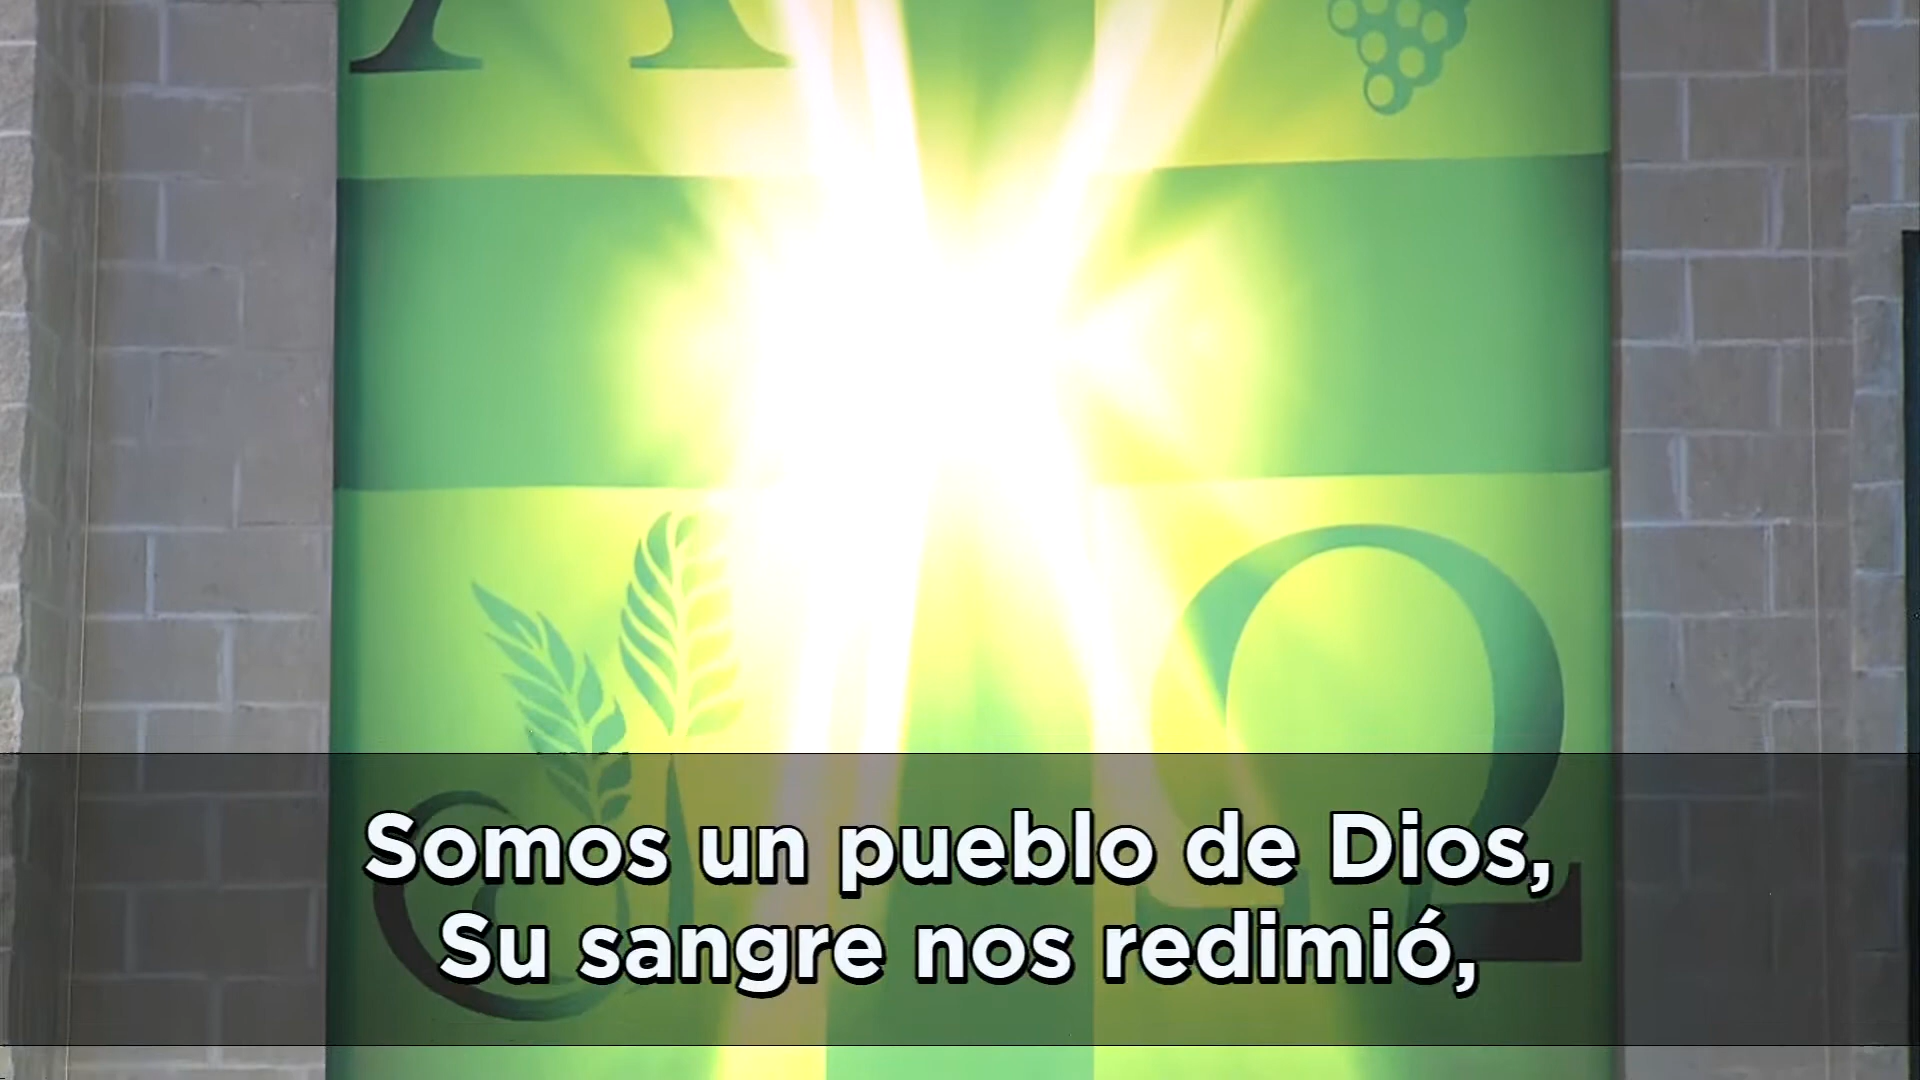 A
Ω
Somos un pueblo de Dios,
Su sangre nos redimió,